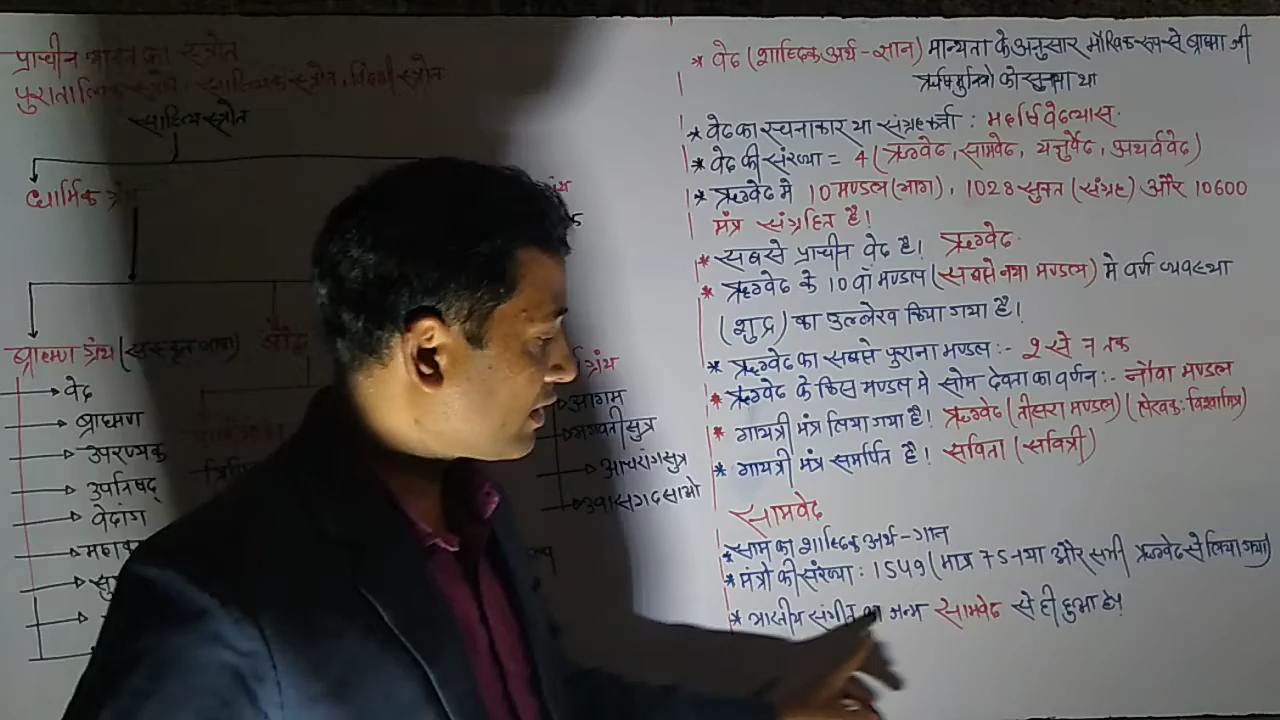 प्राचीन भारत का स्त्रोत
पुरातात्विक स्त्रोत, साहित्यिक स्त्रोत, विदेशी स्त्रोत
साहित्य स्त्रोत
धार्मिक
ब्राह्मण ग्रंथ (संस्कृत भाषा)
बौद्ध
ग्रंथ
→ वेद
→ ब्राह्मण
→ उपरण्यक
→ उपनिषद्
→ वेदांग
→ आगम
→ भगवतीसुत्र
→ आचरांगसुत्र
→ उवासगदसाओ
* वेद (शाब्दिक अर्थ - ज्ञान) मान्यता के अनुसार मौखिक रूप से ब्राह्मा जी
ऋषिमुनियो को सुनाया था
* वेद का रचनाकार या संग्रहकर्ता : महर्षि वेदव्यास.
* वेद की संख्या = 4 (ऋग्वेद, सामवेद, यजुर्वेद, अथर्ववेद)
* ऋग्वेद मे 10 मण्डल (भाग), 1028 सुक्त (संग्रह) और 10600
मंत्र संग्रहित है।
* सबसे प्राचीन वेद है। ऋग्वेद.
* ऋग्वेद के 10वॉ मण्डल (सबसे नया मण्डल) मे वर्ण व्यवस्था
(शुद्र) का उल्लेख किया गया है।
* ऋग्वेद का सबसे पुराना मण्डल :- 2 से 7 तक
* ऋग्वेद के किस मण्डल मे सोम देवता का वर्णन :- नौवा मण्डल
* गायत्री मंत्र लिया गया है। ऋग्वेद (तीसरा मण्डल) (लेखक: विश्वामित्र)
* गायत्री मंत्र समर्पित है। सविता (सवित्री)
सामवेद
* साम का शाब्दिक अर्थ - गान
* मंत्रो की संख्या : 1549 (मात्र 75 नया और सभी ऋग्वेद से लिया गया)
* भारतीय संगीत का जन्म सामवेद से ही हुआ है।